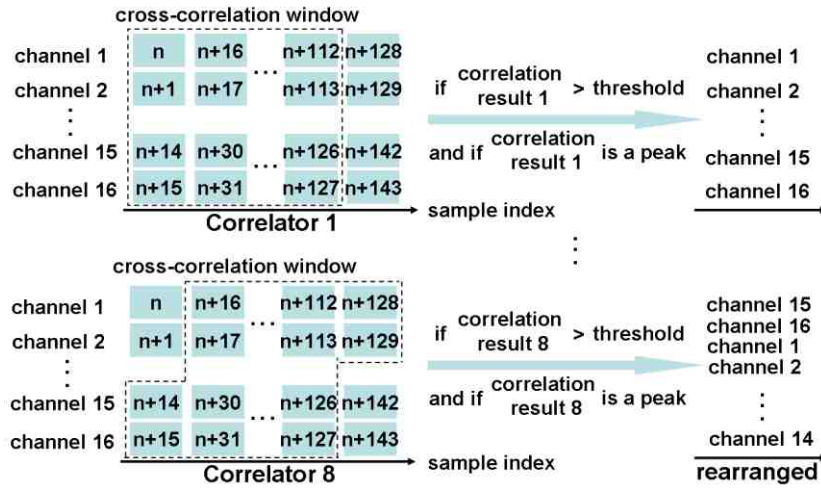 cross-correlation window
channel 1 n n+16 n+112 n+128
channel 2 n+1 n+17 ... n+113 n+129
⋮
channel 15 n+14 n+30 n+126 n+142
channel 16 n+15 n+31 ... n+127 n+143
Correlator 1 sample index
if correlation result 1 > threshold
and if correlation result 1 is a peak
channel 1
channel 2
⋮
channel 15
channel 16
⋮
cross-correlation window
channel 1 n n+16 n+112 n+128
channel 2 n+1 n+17 ... n+113 n+129
⋮
channel 15 n+14 n+30 n+126 n+142
channel 16 n+15 n+31 ... n+127 n+143
Correlator 8 sample index
if correlation result 8 > threshold
and if correlation result 8 is a peak
channel 15
channel 16
channel 1
channel 2
⋮
channel 14
rearranged